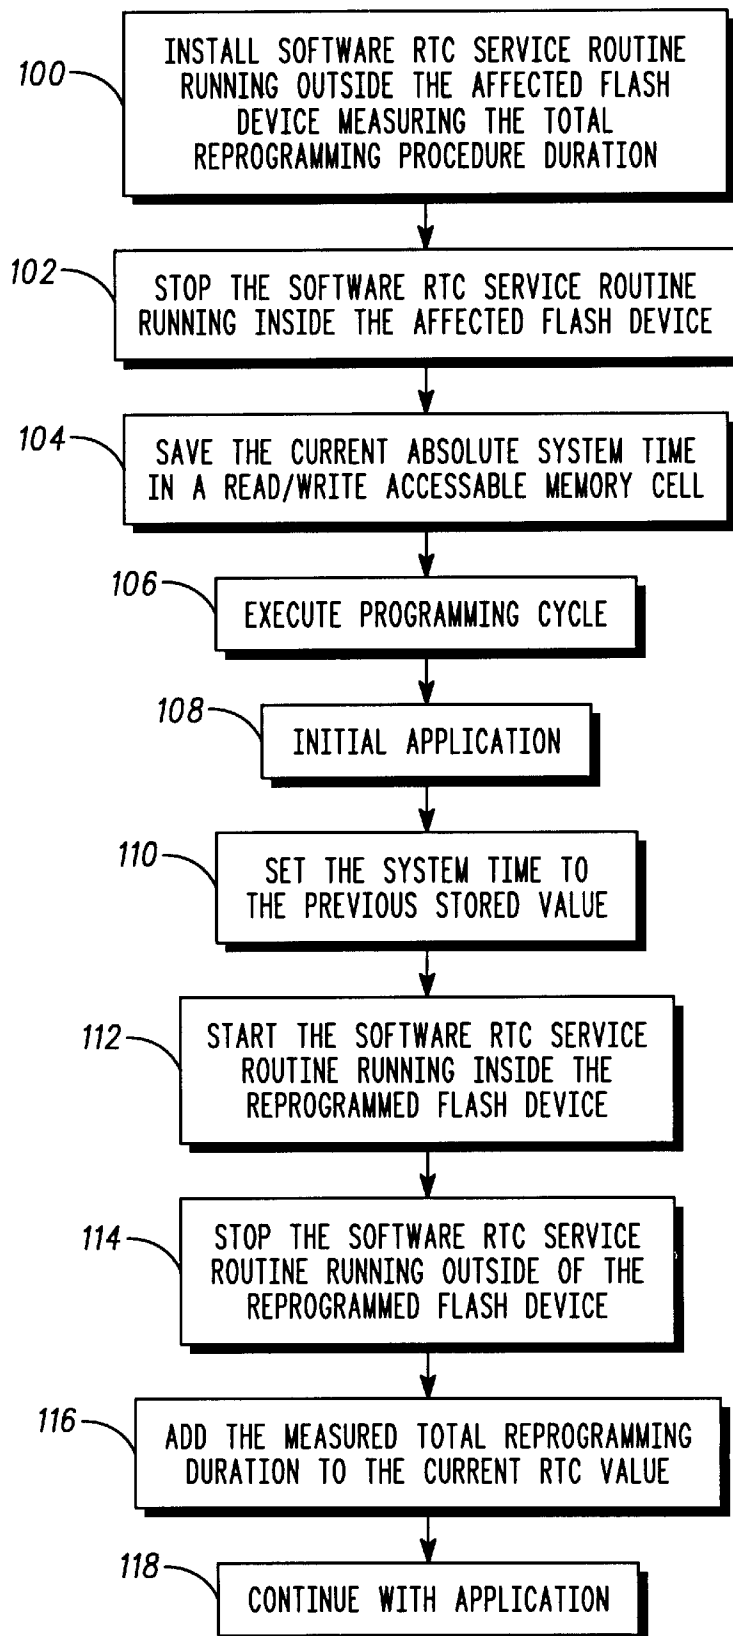 100
INSTALL SOFTWARE RTC SERVICE ROUTINE
RUNNING OUTSIDE THE AFFECTED FLASH
DEVICE MEASURING THE TOTAL
REPROGRAMMING PROCEDURE DURATION
102
STOP THE SOFTWARE RTC SERVICE ROUTINE
RUNNING INSIDE THE AFFECTED FLASH DEVICE
104
SAVE THE CURRENT ABSOLUTE SYSTEM TIME
IN A READ/WRITE ACCESSABLE MEMORY CELL
106
EXECUTE PROGRAMMING CYCLE
108
INITIAL APPLICATION
110
SET THE SYSTEM TIME TO
THE PREVIOUS STORED VALUE
112
START THE SOFTWARE RTC SERVICE
ROUTINE RUNNING INSIDE THE
REPROGRAMMED FLASH DEVICE
114
STOP THE SOFTWARE RTC SERVICE
ROUTINE RUNNING OUTSIDE OF THE
REPROGRAMMED FLASH DEVICE
116
ADD THE MEASURED TOTAL REPROGRAMMING
DURATION TO THE CURRENT RTC VALUE
118
CONTINUE WITH APPLICATION